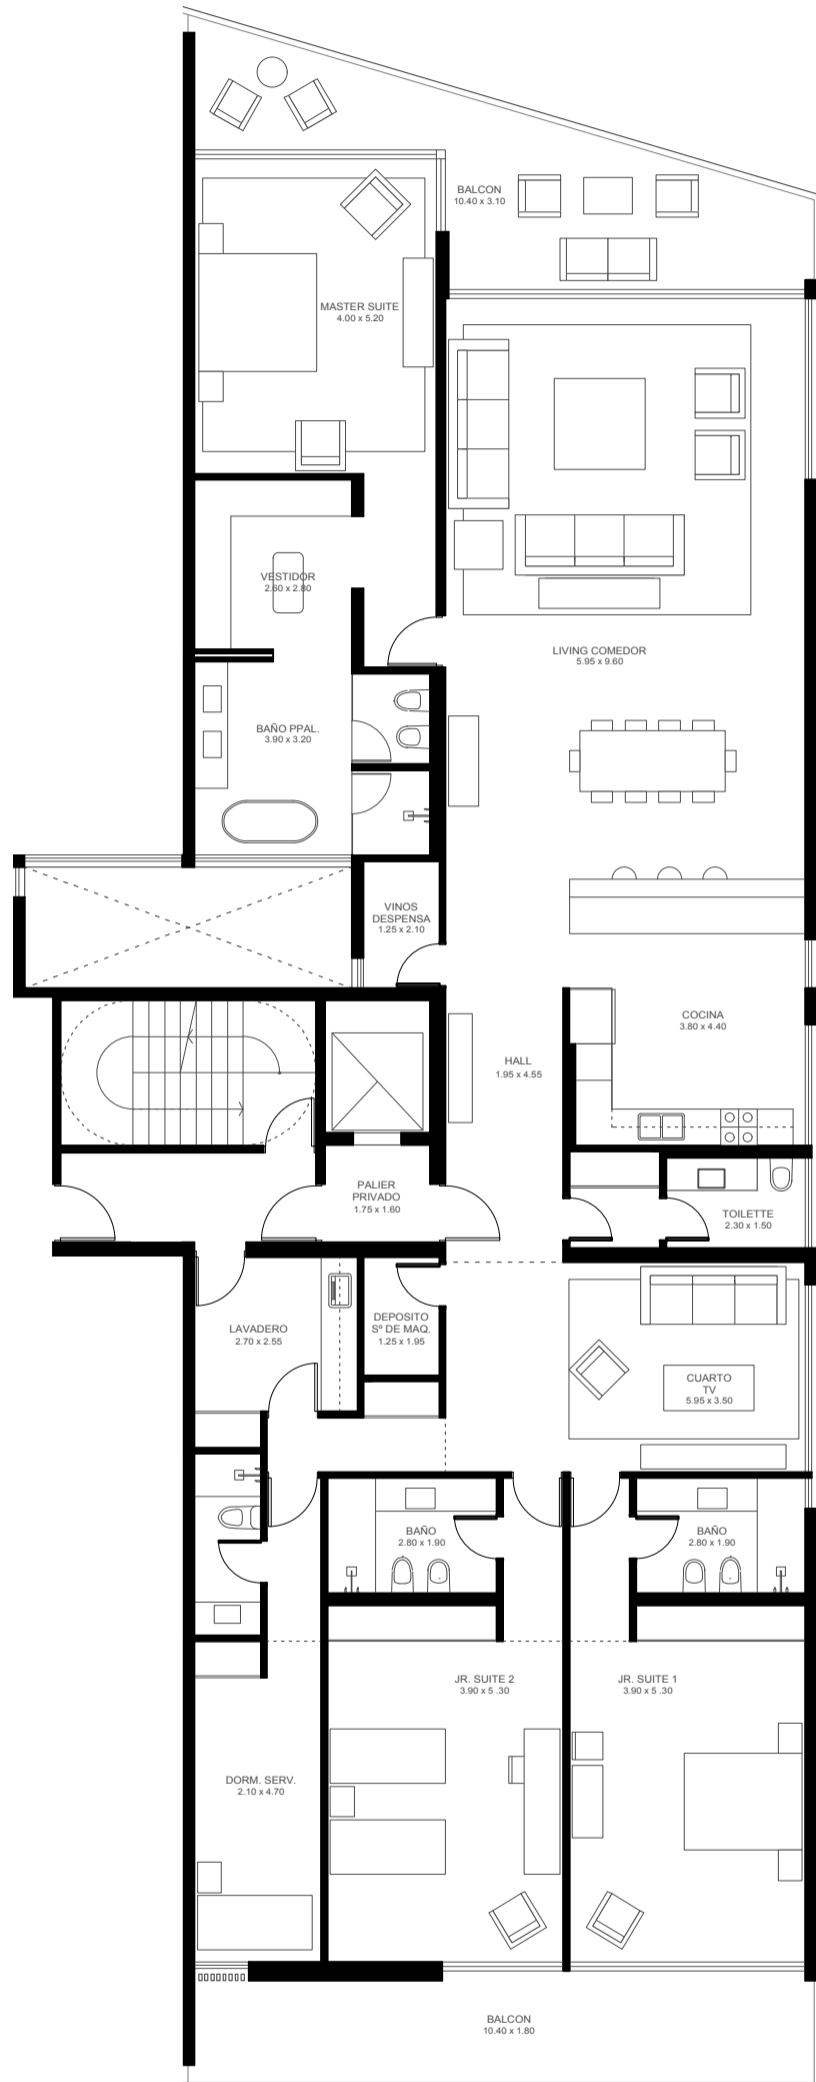 BALCON
10.40 x 3.10
MASTER SUITE
4.00 x 5.20
VESTIDOR
2.60 x 2.80
LIVING COMEDOR
5.95 x 9.60
BAÑO PPAL.
3.90 x 3.20
VINOS
DESPENSA
1.25 x 2.10
COCINA
3.80 x 4.40
HALL
1.95 x 4.55
PALIER
PRIVADO
1.75 x 1.60
TOILETTE
2.30 x 1.50
LAVADERO
2.70 x 2.55
DEPOSITO
Sº DE MAQ.
1.25 x 1.95
CUARTO
TV
5.95 x 3.50
BAÑO
2.80 x 1.90
BAÑO
2.80 x 1.90
JR. SUITE 2
3.90 x 5 .30
JR. SUITE 1
3.90 x 5 .30
DORM. SERV.
2.10 x 4.70
BALCON
10.40 x 1.80